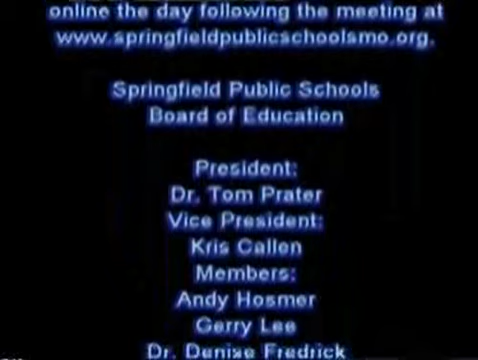 online the day following the meeting at
www.springfieldpublicschoolsmo.org.
Springfield Public Schools
Board of Education
President:
Dr. Tom Prater
Vice President:
Kris Callen
Members:
Andy Hosmer
Gerry Lee
Dr. Denise Fredrick